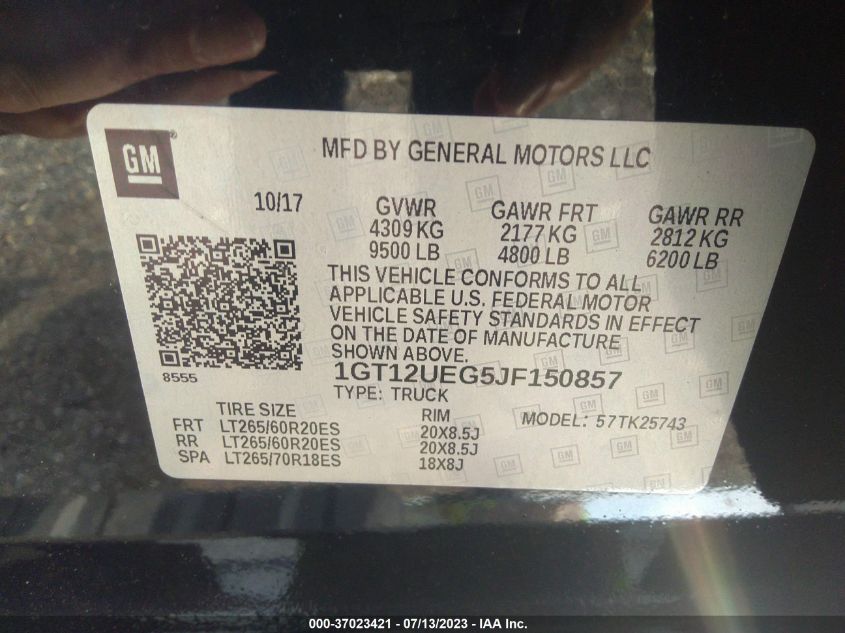 GM
MFD BY GENERAL MOTORS LLC
10/17
GVWR GAWR FRT GAWR RR
4309 KG 2177 KG 2812 KG
9500 LB 4800 LB 6200 LB
THIS VEHICLE CONFORMS TO ALL
APPLICABLE U.S. FEDERAL MOTOR
VEHICLE SAFETY STANDARDS IN EFFECT
ON THE DATE OF MANUFACTURE
SHOWN ABOVE.
8555
1GT12UEG5JF150857
TYPE: TRUCK
TIRE SIZE RIM MODEL: 57TK25743
FRT LT265/60R20ES 20X8.5J
RR LT265/60R20ES 20X8.5J
SPA LT265/70R18ES 18X8J
000-37023421 - 07/13/2023 - IAA Inc.